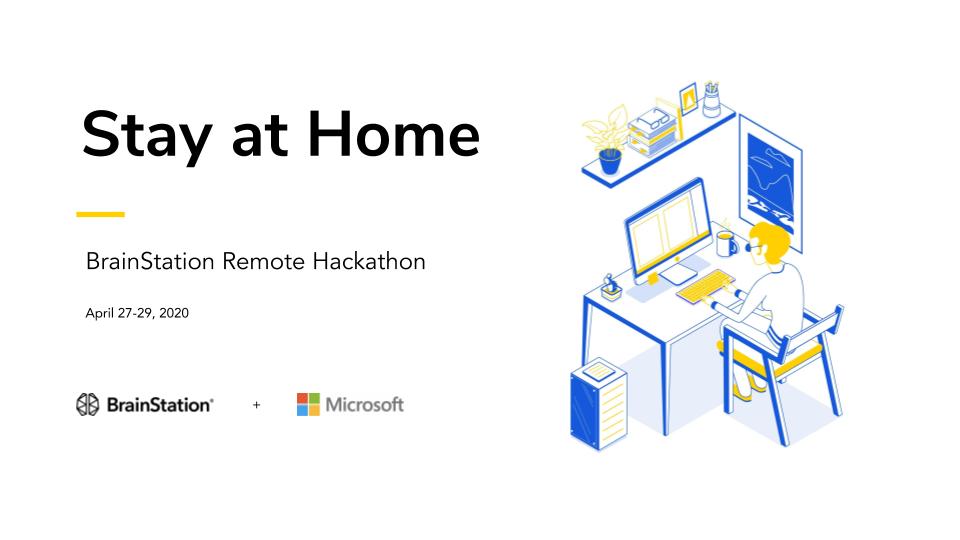 Stay at Home
BrainStation Remote Hackathon
April 27-29, 2020
BrainStation® + Microsoft